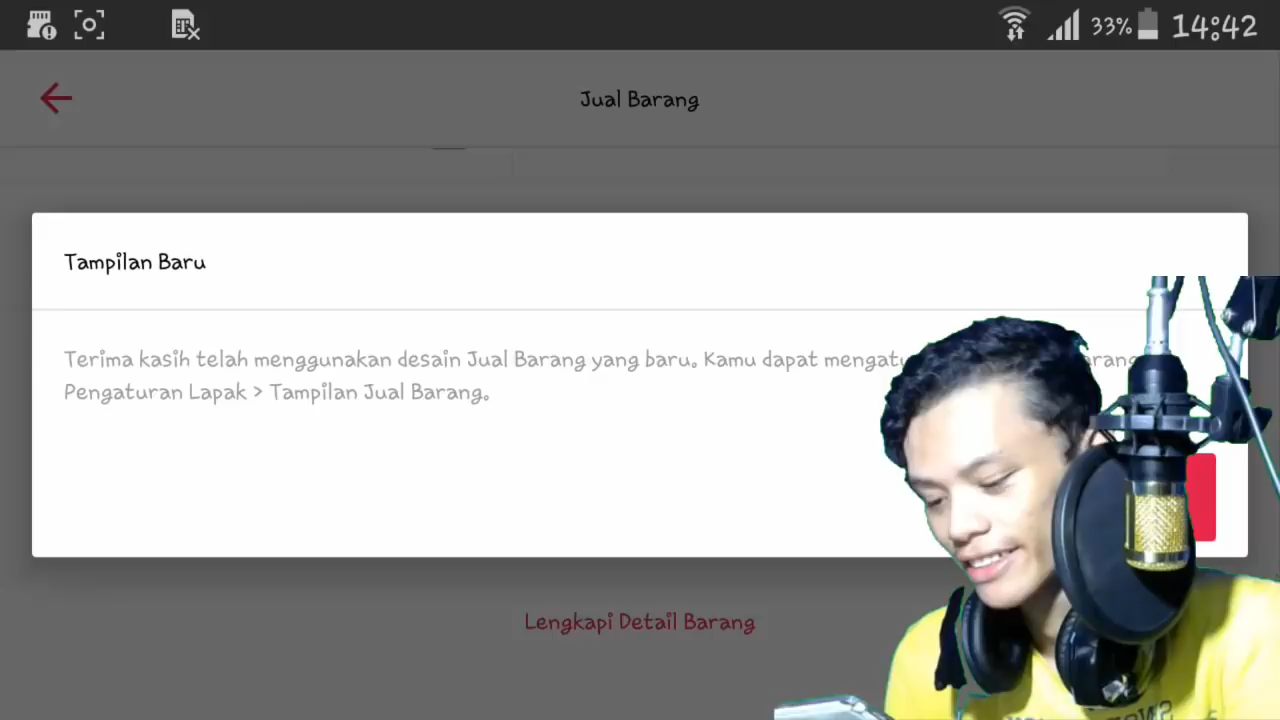 33% 14:42
Jual Barang
Tampilan Baru
Terima kasih telah menggunakan desain Jual Barang yang baru. Kamu dapat
Pengaturan Lapak > Tampilan Jual Barang.
Lengkapi Detail Barang